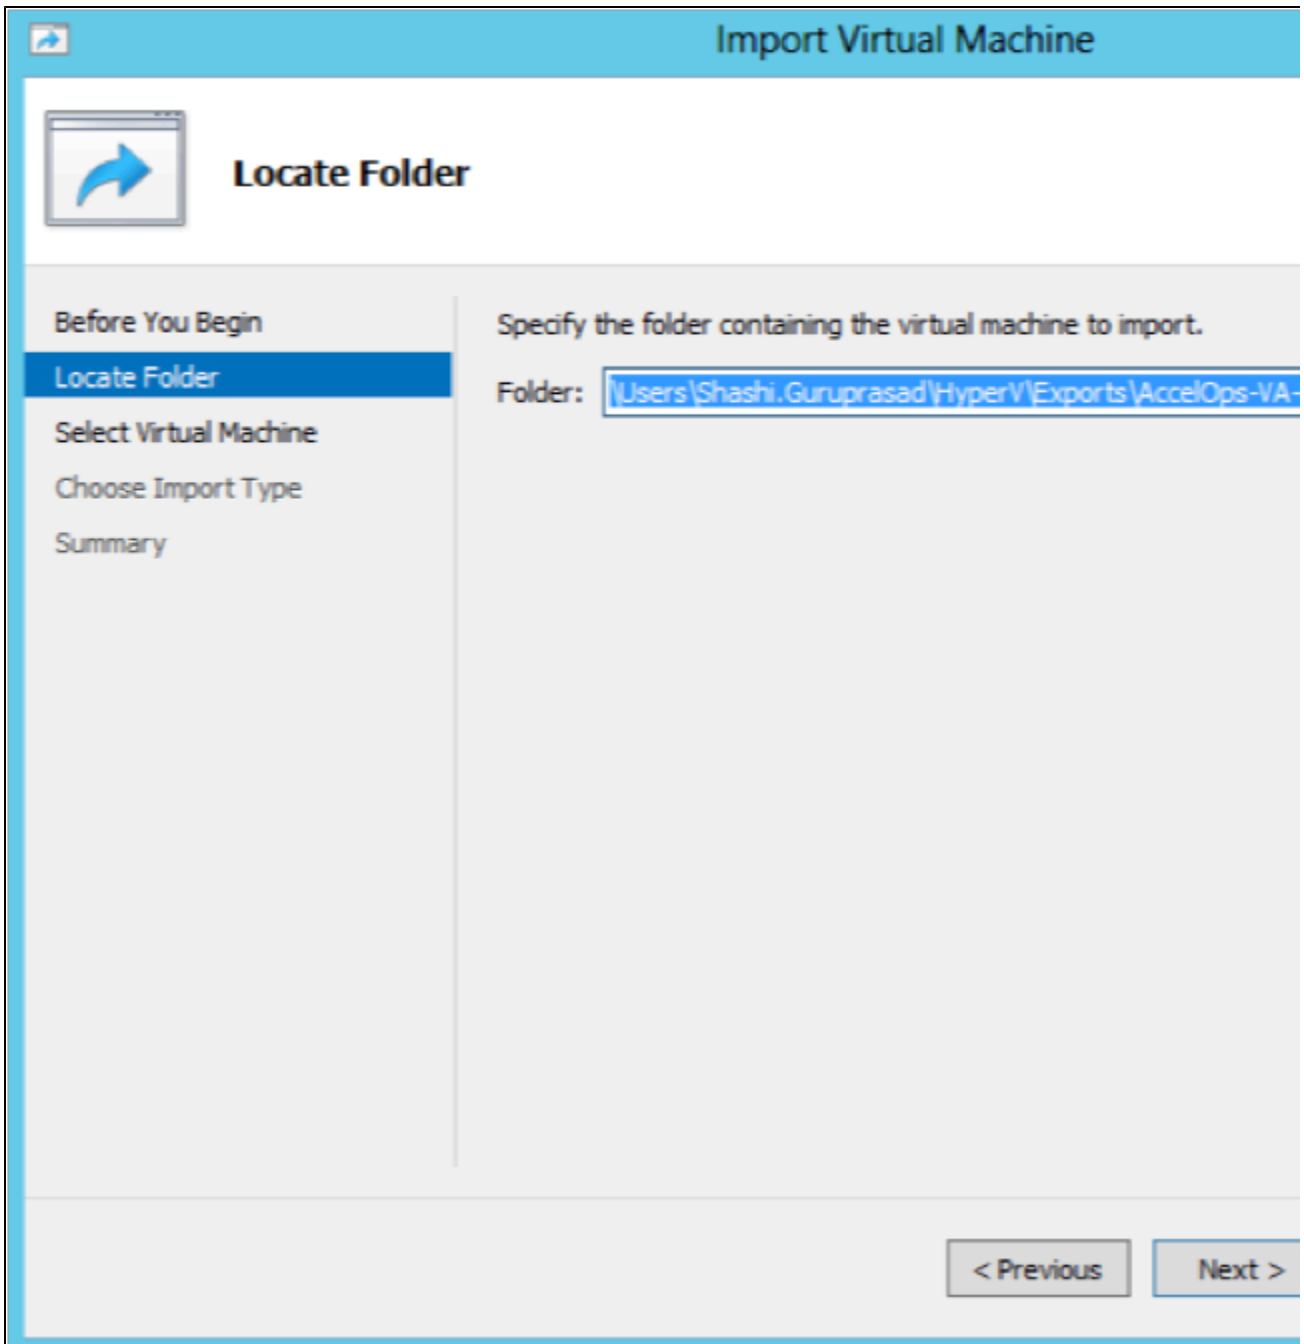 Import Virtual Machine
Locate Folder
Before You Begin
Locate Folder
Select Virtual Machine
Choose Import Type
Summary
Specify the folder containing the virtual machine to import.
Folder: \Users\Shashi.Guruprasad\HyperV\Exports\AccelOps-VA-
< Previous
Next >